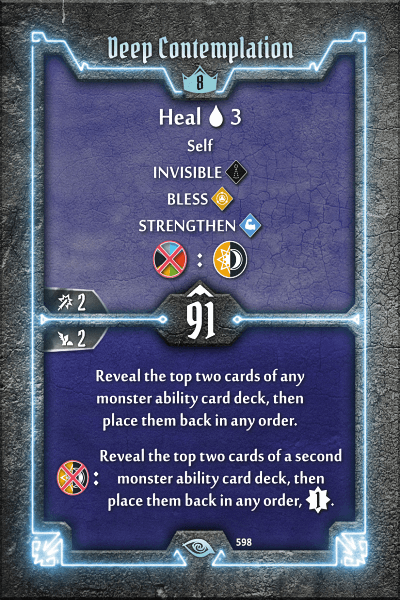 Deep Contemplation
8
Heal 3
Self
INVISIBLE
BLESS
STRENGTHEN
:
2
91
2
Reveal the top two cards of any
monster ability card deck, then
place them back in any order.
Reveal the top two cards of a second
: monster ability card deck, then
place them back in any order, 1.
598